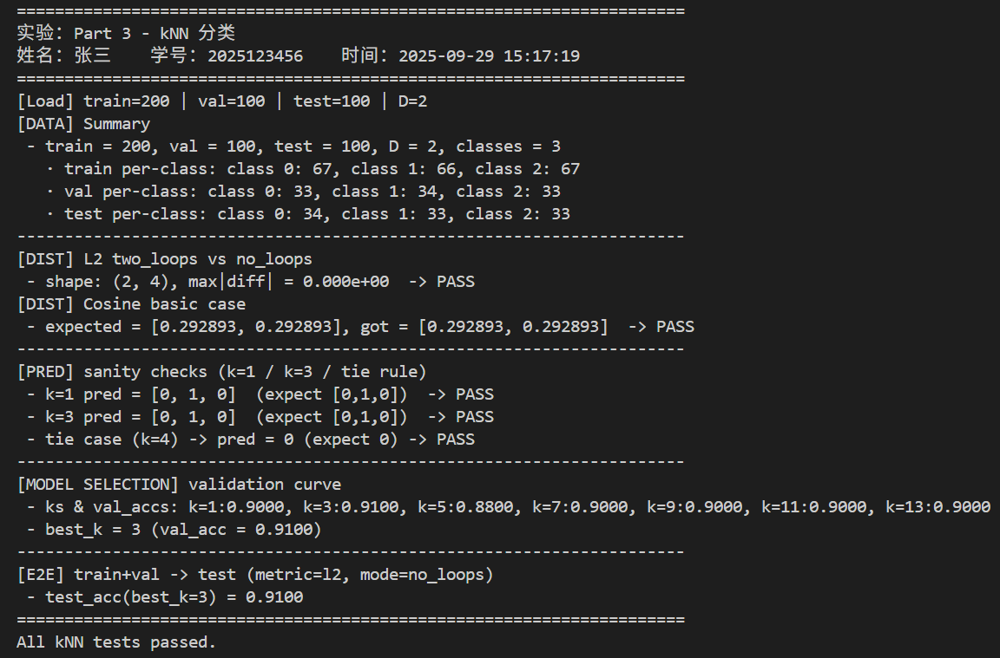 ======================================================================
实验：Part 3 - kNN 分类
姓名：张三    学号：2025123456    时间：2025-09-29 15:17:19
======================================================================
[Load] train=200 | val=100 | test=100 | D=2
[DATA] Summary
 - train = 200, val = 100, test = 100, D = 2, classes = 3
   · train per-class: class 0: 67, class 1: 66, class 2: 67
   · val per-class: class 0: 33, class 1: 34, class 2: 33
   · test per-class: class 0: 34, class 1: 33, class 2: 33
----------------------------------------------------------------------
[DIST] L2 two_loops vs no_loops
 - shape: (2, 4), max|diff| = 0.000e+00  -> PASS
[DIST] Cosine basic case
 - expected = [0.292893, 0.292893], got = [0.292893, 0.292893]  -> PASS
----------------------------------------------------------------------
[PRED] sanity checks (k=1 / k=3 / tie rule)
 - k=1 pred = [0, 1, 0]  (expect [0,1,0])  -> PASS
 - k=3 pred = [0, 1, 0]  (expect [0,1,0])  -> PASS
 - tie case (k=4) -> pred = 0 (expect 0) -> PASS
----------------------------------------------------------------------
[MODEL SELECTION] validation curve
 - ks & val_accs: k=1:0.9000, k=3:0.9100, k=5:0.8800, k=7:0.9000, k=9:0.9000, k=11:0.9000, k=13:0.9000
 - best_k = 3 (val_acc = 0.9100)
----------------------------------------------------------------------
[E2E] train+val -> test (metric=l2, mode=no_loops)
 - test_acc(best_k=3) = 0.9100
======================================================================
All kNN tests passed.